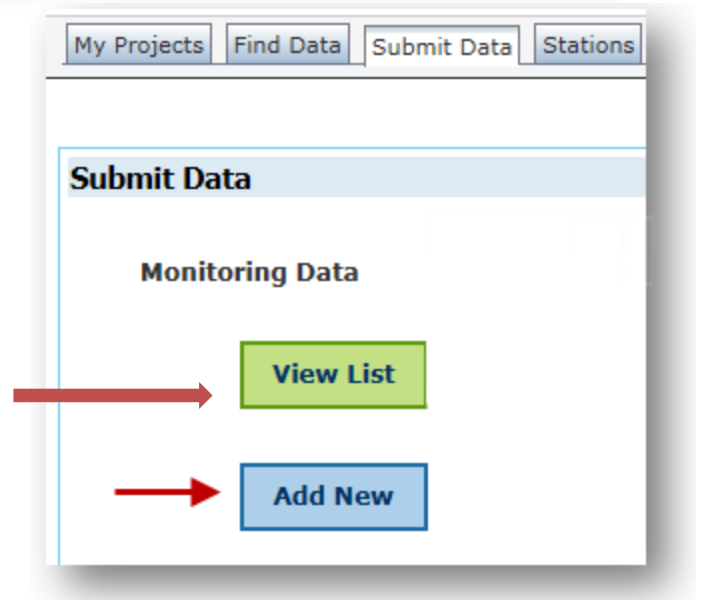 My Projects Find Data Submit Data Stations
Submit Data
Monitoring Data
View List
Add New